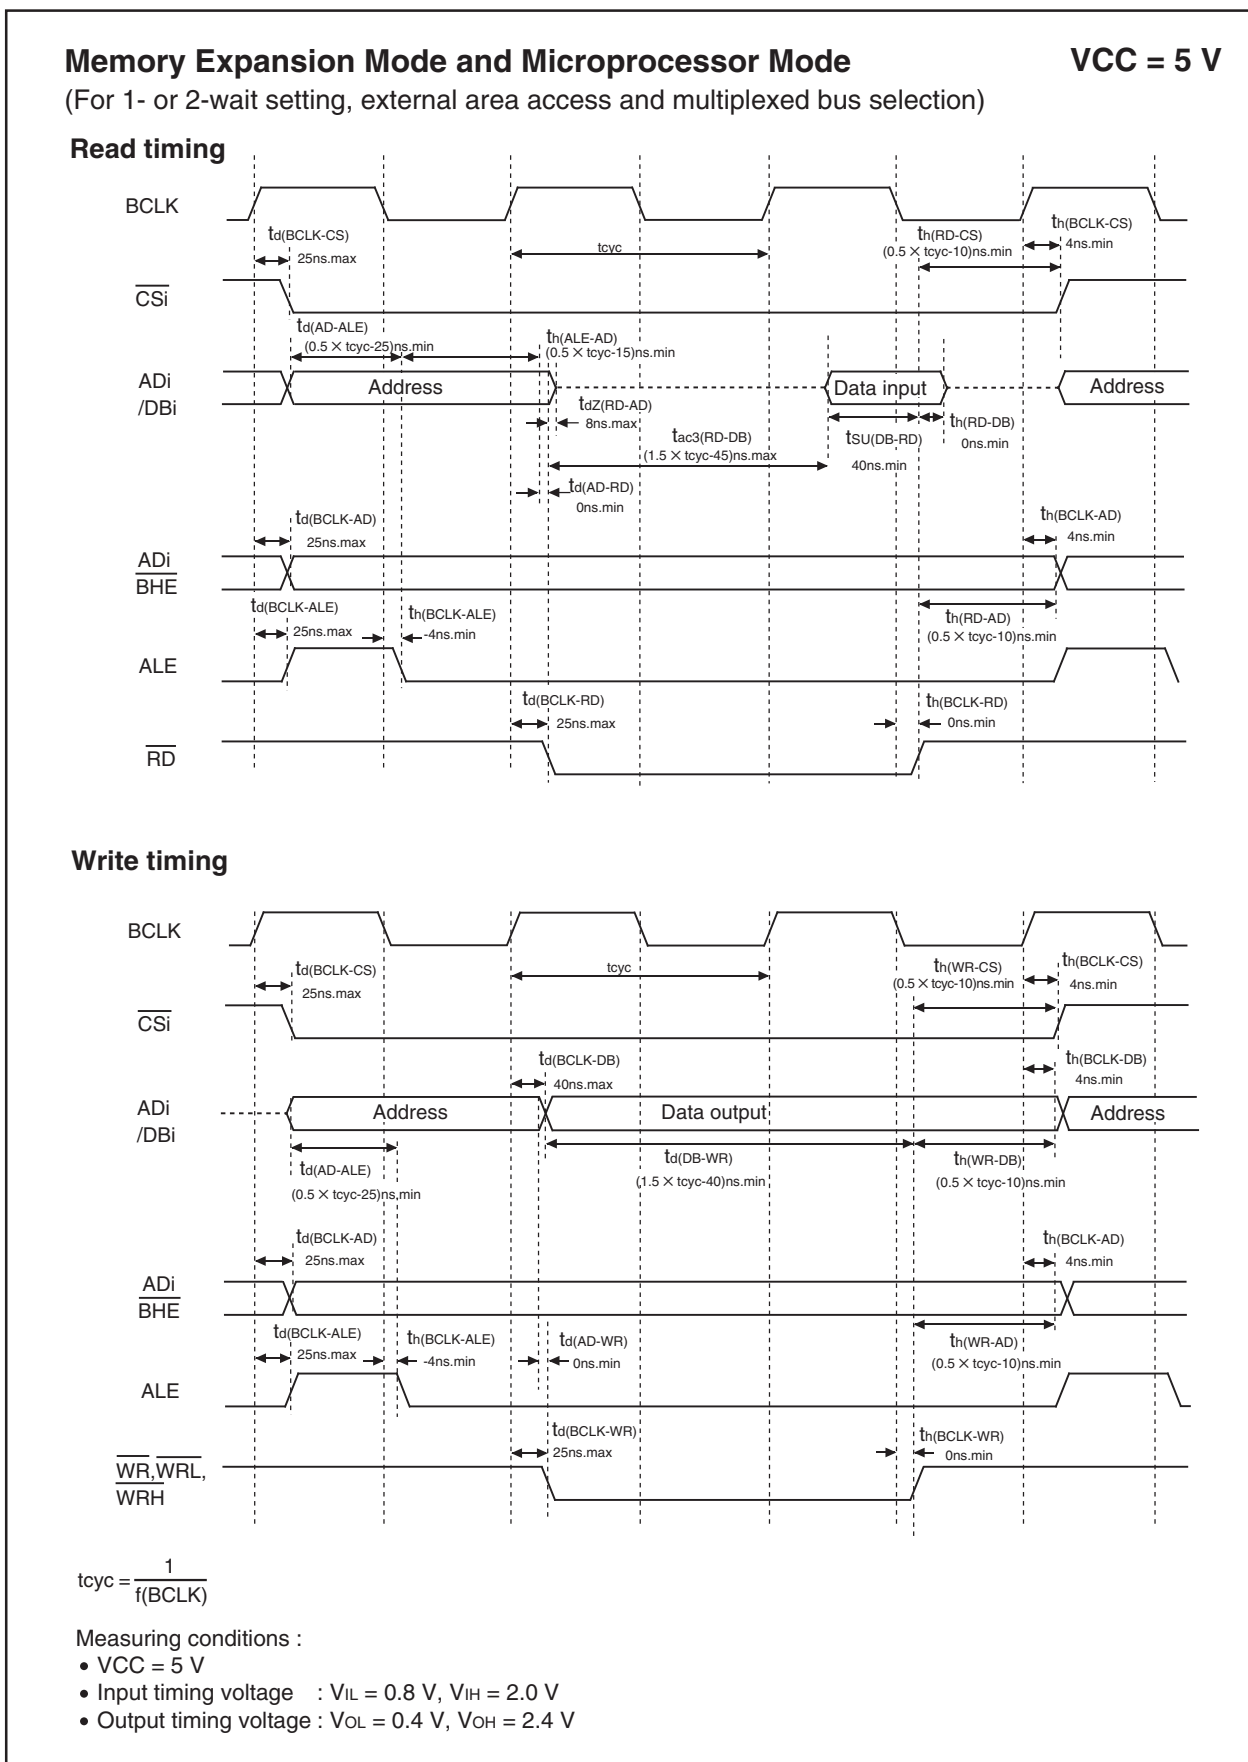 Memory Expansion Mode and Microprocessor Mode VCC = 5 V
(For 1- or 2-wait setting, external area access and multiplexed bus selection)
Read timing
BCLK
td(BCLK-CS)
25ns.max
tcyc
th(RD-CS)
(0.5 × tcyc-10)ns.min
th(BCLK-CS)
4ns.min
CSi
td(AD-ALE)
(0.5 × tcyc-25)ns.min
th(ALE-AD)
(0.5 × tcyc-15)ns.min
ADi
/DBi
Address
Data input
Address
tdZ(RD-AD)
8ns.max
tac3(RD-DB)
(1.5 × tcyc-45)ns.max
tSU(DB-RD)
40ns.min
th(RD-DB)
0ns.min
td(AD-RD)
0ns.min
td(BCLK-AD)
25ns.max
th(BCLK-AD)
4ns.min
ADi
BHE
td(BCLK-ALE)
25ns.max
th(BCLK-ALE)
-4ns.min
th(RD-AD)
(0.5 × tcyc-10)ns.min
ALE
td(BCLK-RD)
25ns.max
th(BCLK-RD)
0ns.min
RD
Write timing
BCLK
td(BCLK-CS)
25ns.max
tcyc
th(WR-CS)
(0.5 × tcyc-10)ns.min
th(BCLK-CS)
4ns.min
CSi
td(BCLK-DB)
40ns.max
th(BCLK-DB)
4ns.min
ADi
/DBi
Address
Data output
Address
td(AD-ALE)
(0.5 × tcyc-25)ns.min
td(DB-WR)
(1.5 × tcyc-40)ns.min
th(WR-DB)
(0.5 × tcyc-10)ns.min
td(BCLK-AD)
25ns.max
th(BCLK-AD)
4ns.min
ADi
BHE
td(BCLK-ALE)
25ns.max
th(BCLK-ALE)
-4ns.min
td(AD-WR)
0ns.min
th(WR-AD)
(0.5 × tcyc-10)ns.min
ALE
td(BCLK-WR)
25ns.max
th(BCLK-WR)
0ns.min
WR,WRL,
WRH
tcyc = 1
f(BCLK)
Measuring conditions :
• VCC = 5 V
• Input timing voltage : VIL = 0.8 V, VIH = 2.0 V
• Output timing voltage : VOL = 0.4 V, VOH = 2.4 V